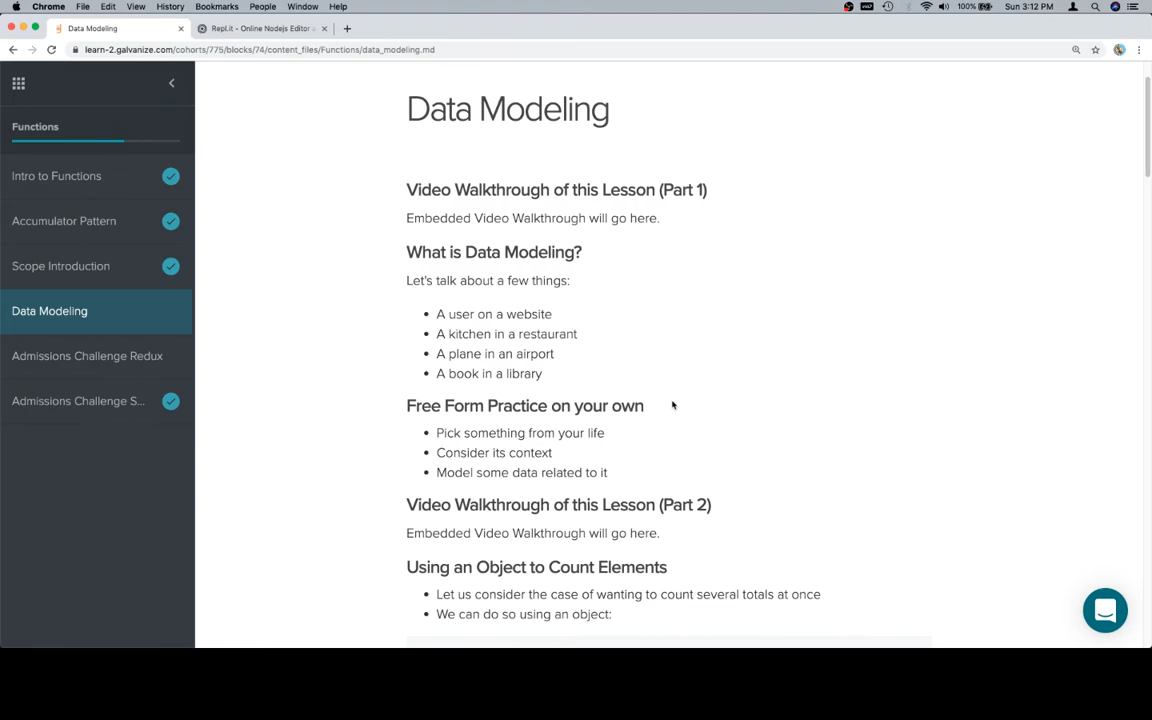 Chrome File Edit View History Bookmarks People Window Help 100% Sun 3:12 PM
Data Modeling Repl.it - Online Nodejs Editor
learn-2.galvanize.com/cohorts/775/blocks/74/content_files/Functions/data_modeling.md
Functions
Intro to Functions
Accumulator Pattern
Scope Introduction
Data Modeling
Admissions Challenge Redux
Admissions Challenge S...
Data Modeling
Video Walkthrough of this Lesson (Part 1)
Embedded Video Walkthrough will go here.
What is Data Modeling?
Let's talk about a few things:
• A user on a website
• A kitchen in a restaurant
• A plane in an airport
• A book in a library
Free Form Practice on your own
• Pick something from your life
• Consider its context
• Model some data related to it
Video Walkthrough of this Lesson (Part 2)
Embedded Video Walkthrough will go here.
Using an Object to Count Elements
• Let us consider the case of wanting to count several totals at once
• We can do so using an object: